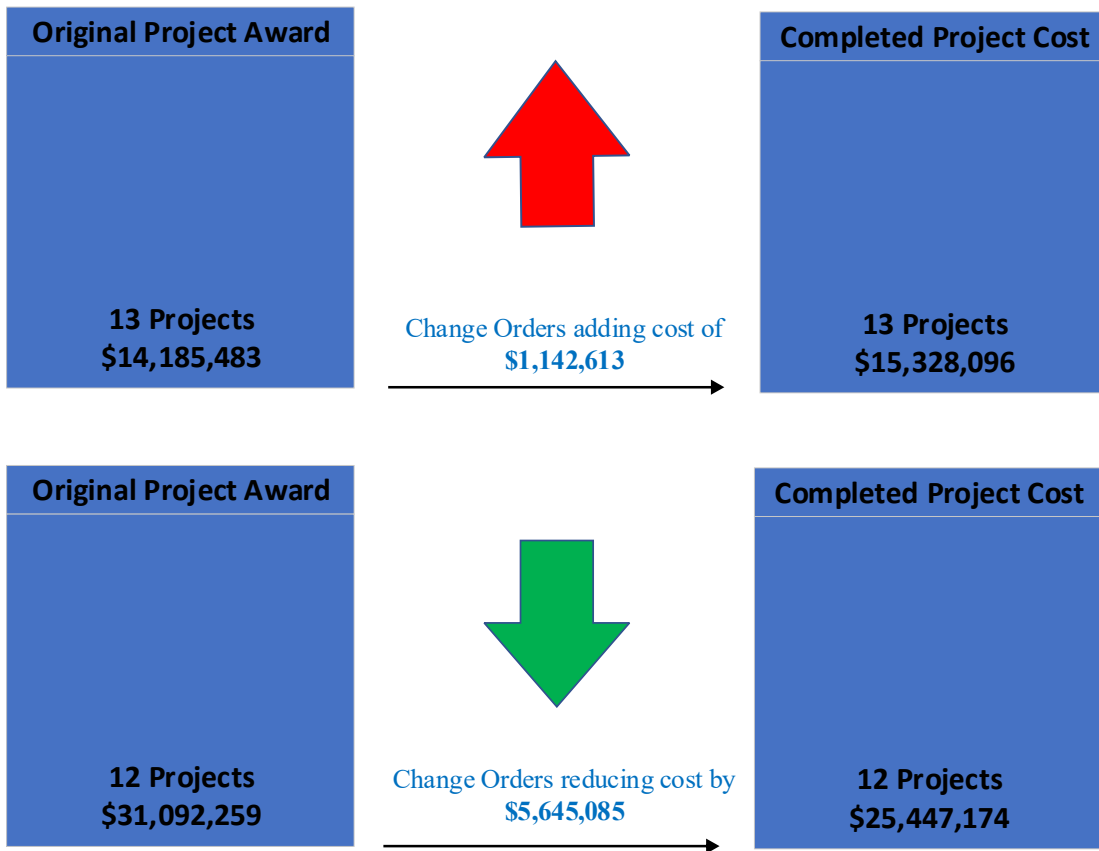 Original Project Award
Completed Project Cost
13 Projects
$14,185,483
Change Orders adding cost of
$1,142,613
13 Projects
$15,328,096
Original Project Award
Completed Project Cost
12 Projects
$31,092,259
Change Orders reducing cost by
$5,645,085
12 Projects
$25,447,174